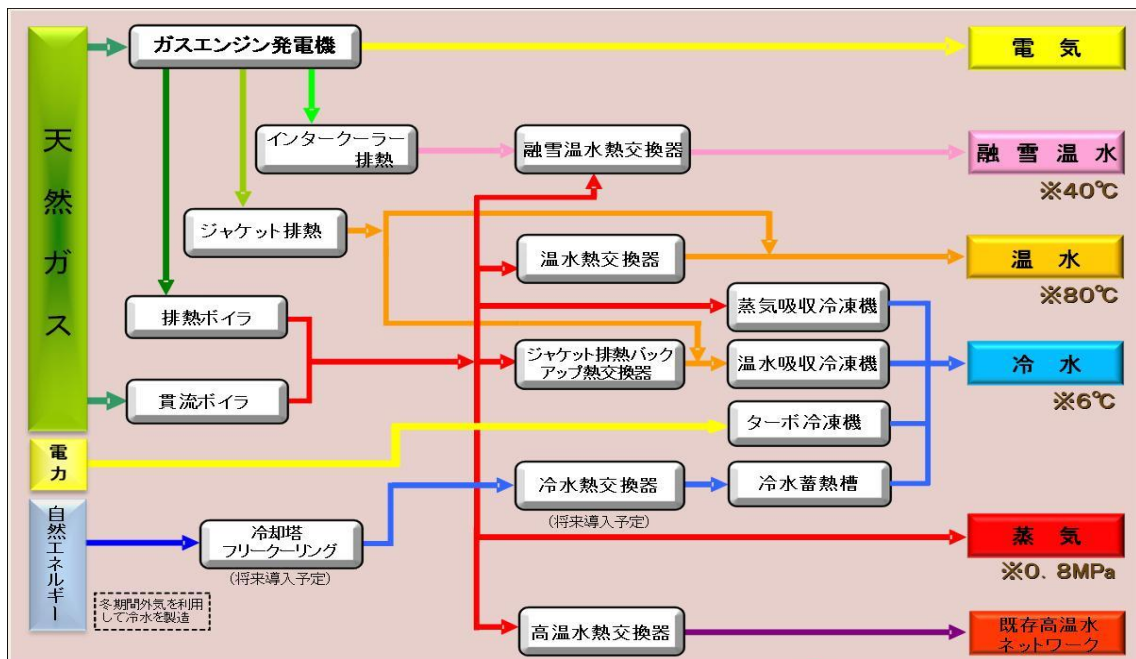 天然ガス
ガスエンジン発電機
電 気
インタークーラー
排熱
融雪温水熱交換器
融 雪 温 水
※40℃
ジャケット排熱
温水熱交換器
温 水
※80℃
排熱ボイラ
蒸気吸収冷凍機
ジャケット排熱バック
アップ熱交換器
温水吸収冷凍機
冷 水
※6℃
貫流ボイラ
ターボ冷凍機
電力
冷水熱交換器
(将来導入予定)
冷水蓄熱槽
自然エネルギー
冷却塔
フリークーリング
(将来導入予定)
蒸 気
※0. 8MPa
冬期間外気を利用
して冷水を製造
高温水熱交換器
既存高温水
ネットワーク